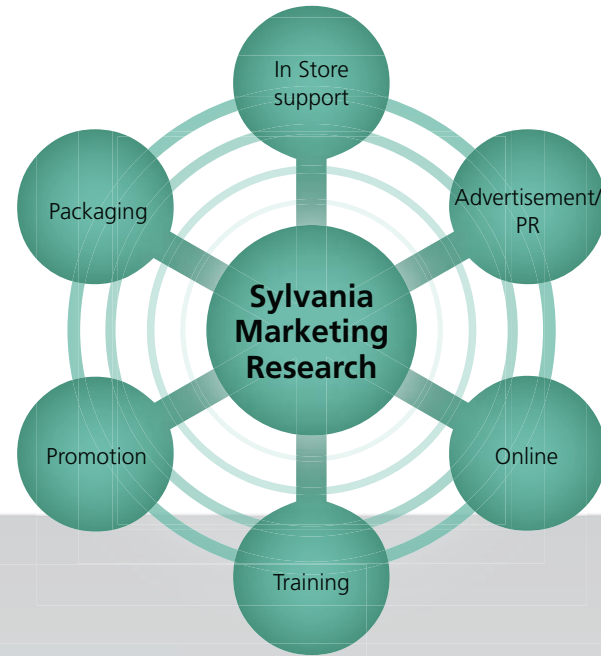 In Store
support
Packaging
Advertisement/
PR
Sylvania
Marketing
Research
Promotion
Online
Training